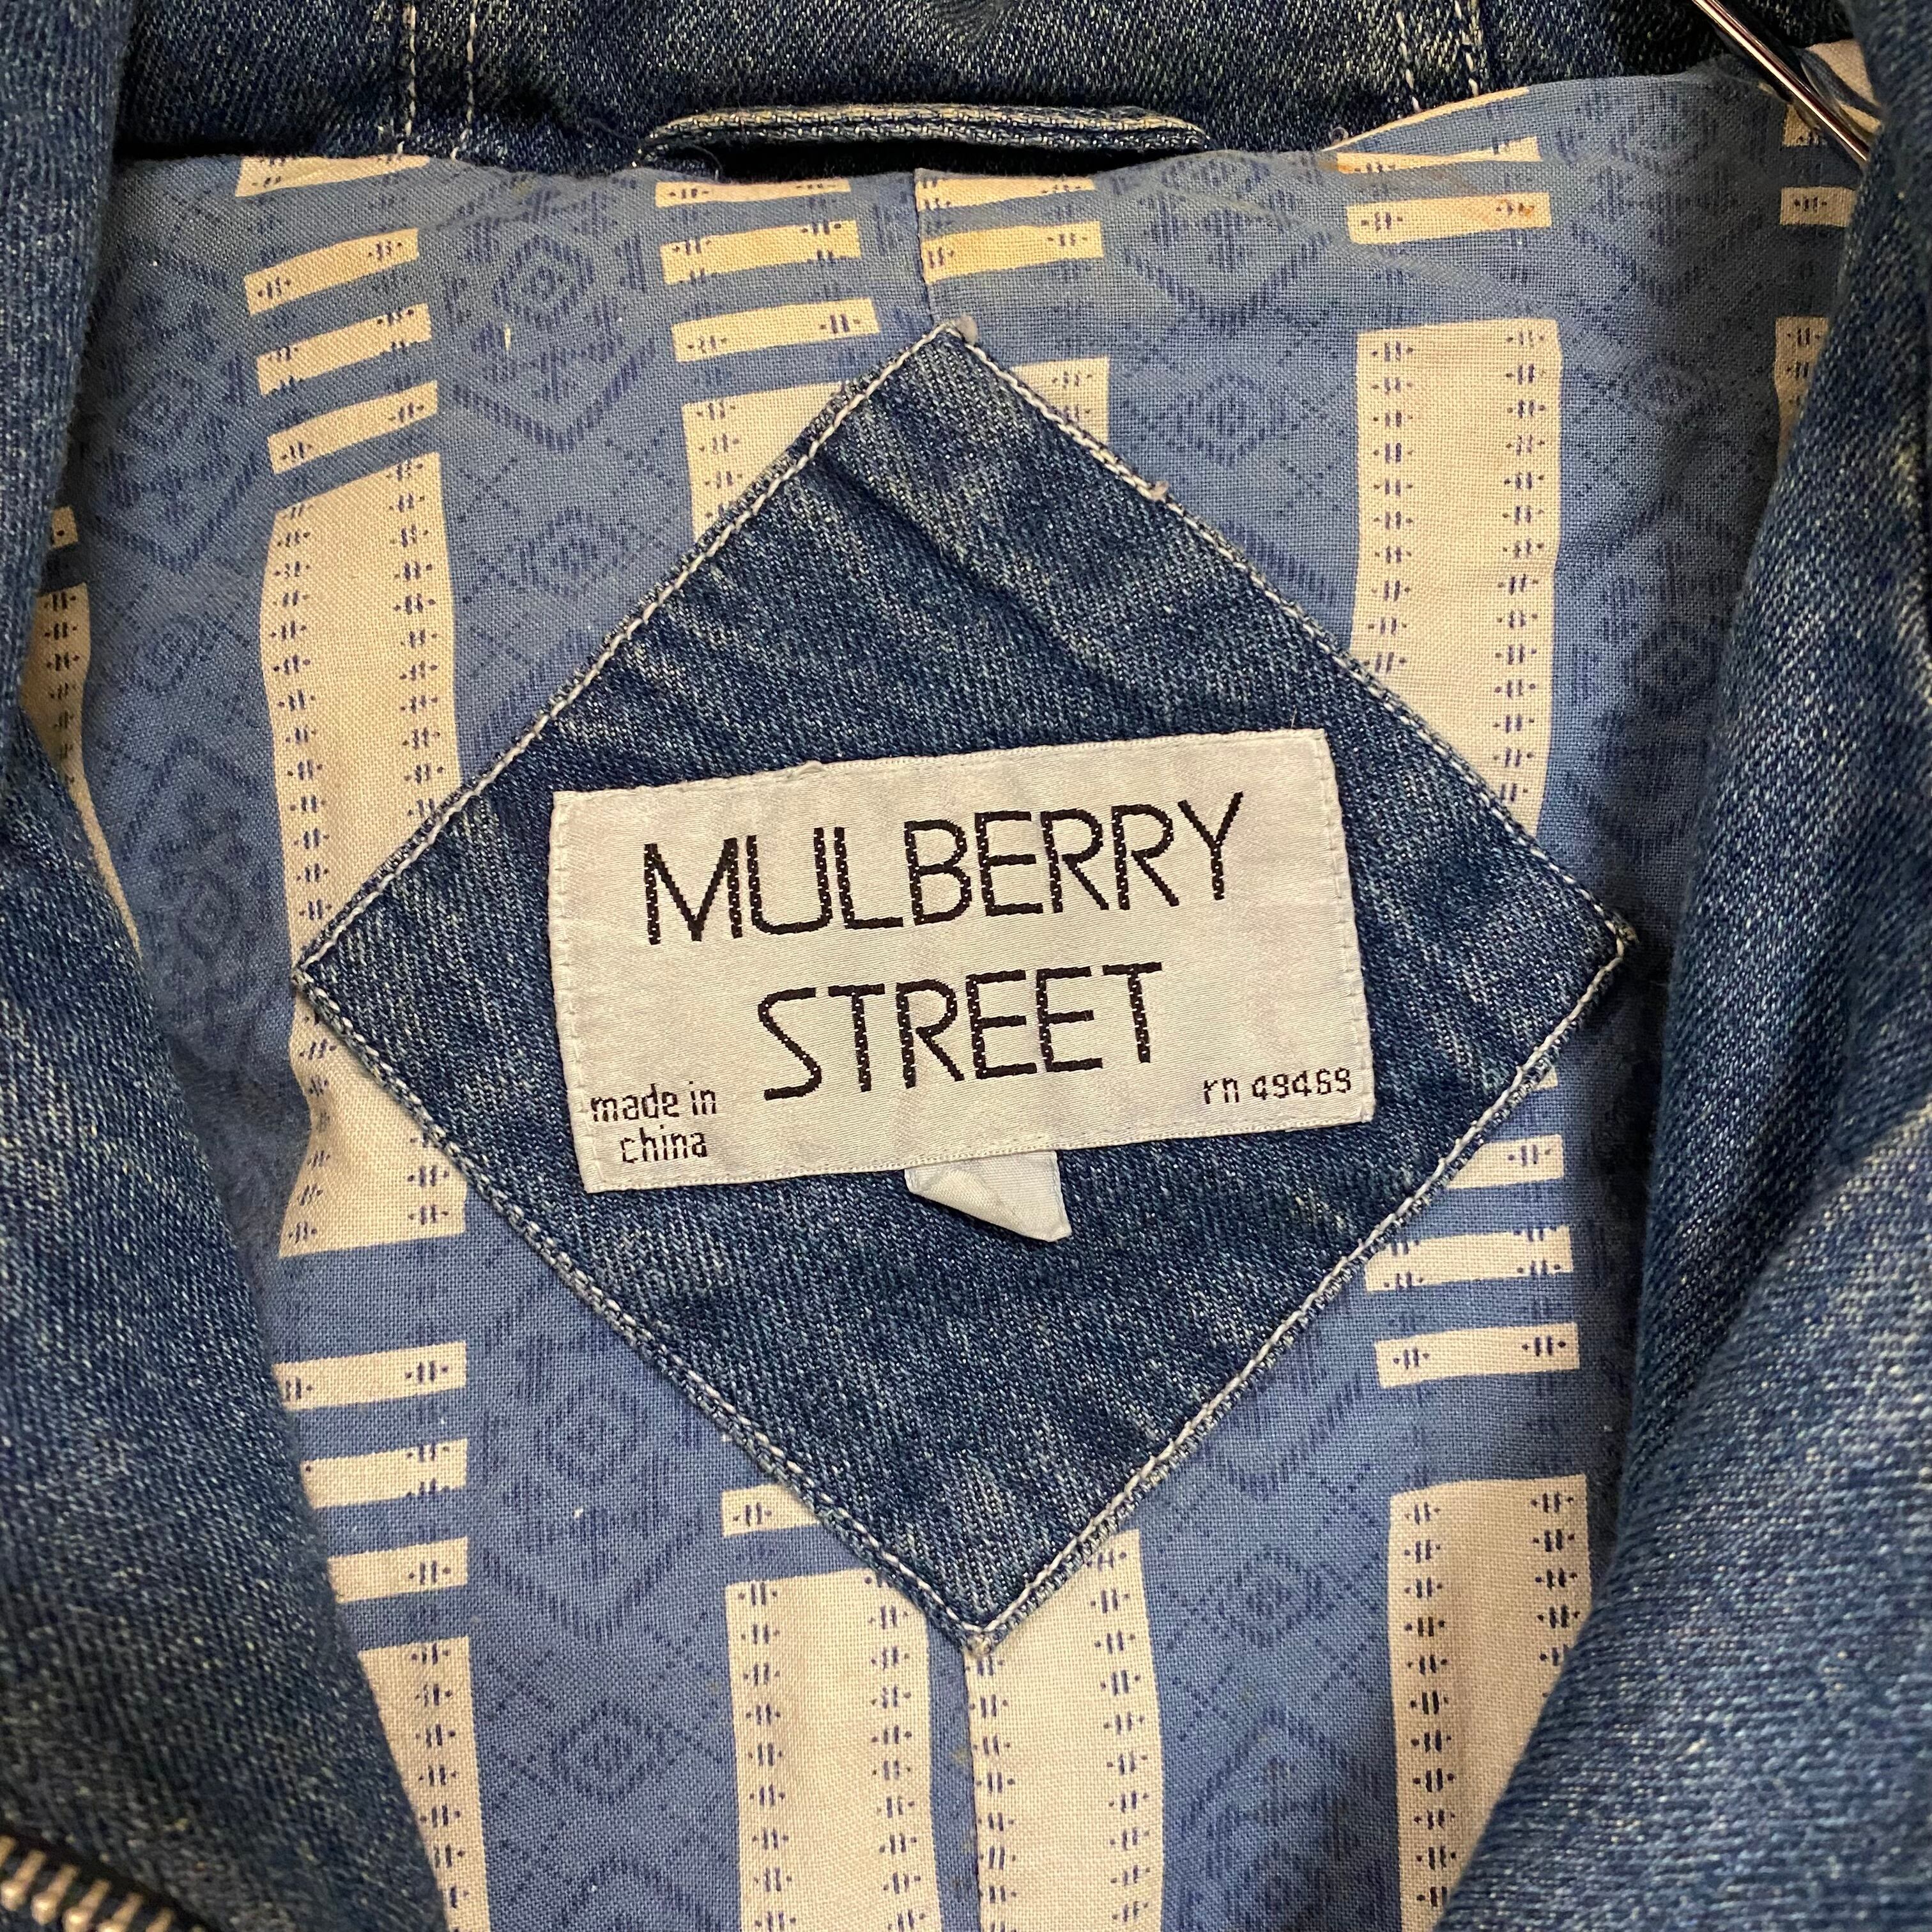 MULBERRY
STREET
made in
china
rn 49469